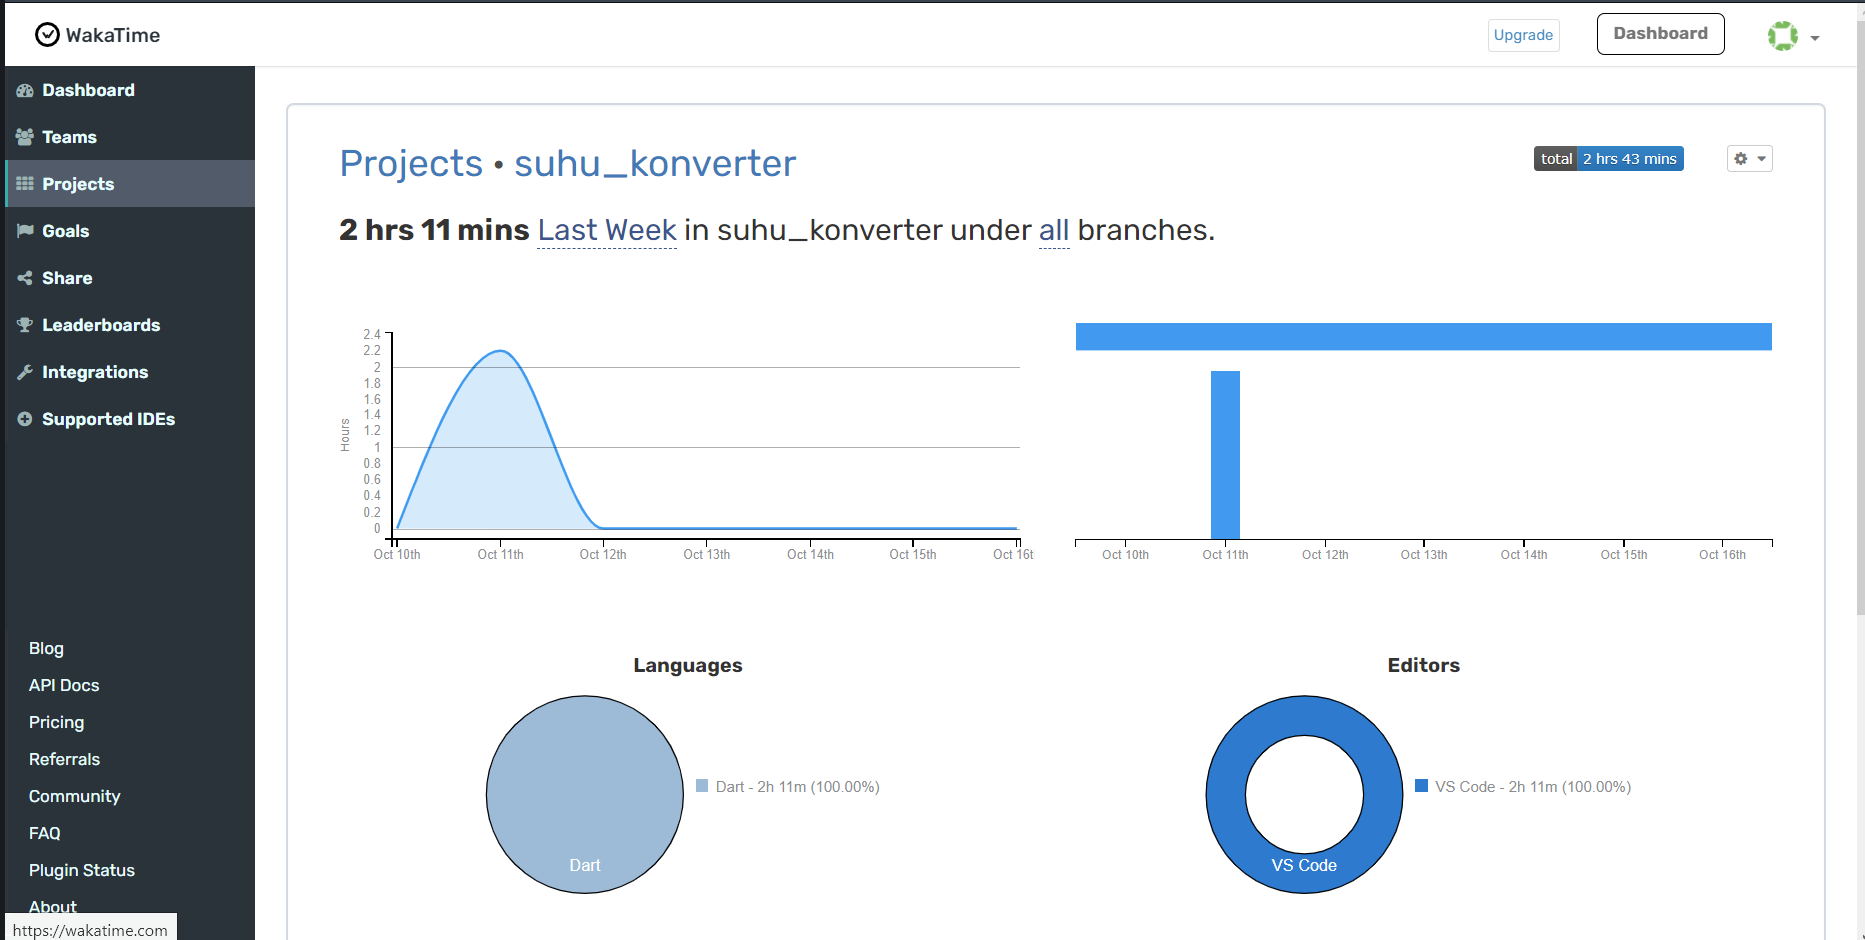 WakaTime
Upgrade
Dashboard
Dashboard
Teams
Projects
Goals
Share
Leaderboards
Integrations
Supported IDEs
Blog
API Docs
Pricing
Referrals
Community
FAQ
Plugin Status
About
https://wakatime.com
Projects • suhu_konverter
total 2 hrs 43 mins
2 hrs 11 mins Last Week in suhu_konverter under all branches.
Hours
2.4
2.2
2
1.8
1.6
1.4
1.2
1
0.8
0.6
0.4
0.2
0
Oct 10th Oct 11th Oct 12th Oct 13th Oct 14th Oct 15th Oct 16t
Oct 10th Oct 11th Oct 12th Oct 13th Oct 14th Oct 15th Oct 16th
Languages
Dart - 2h 11m (100.00%)
Dart
Editors
VS Code - 2h 11m (100.00%)
VS Code